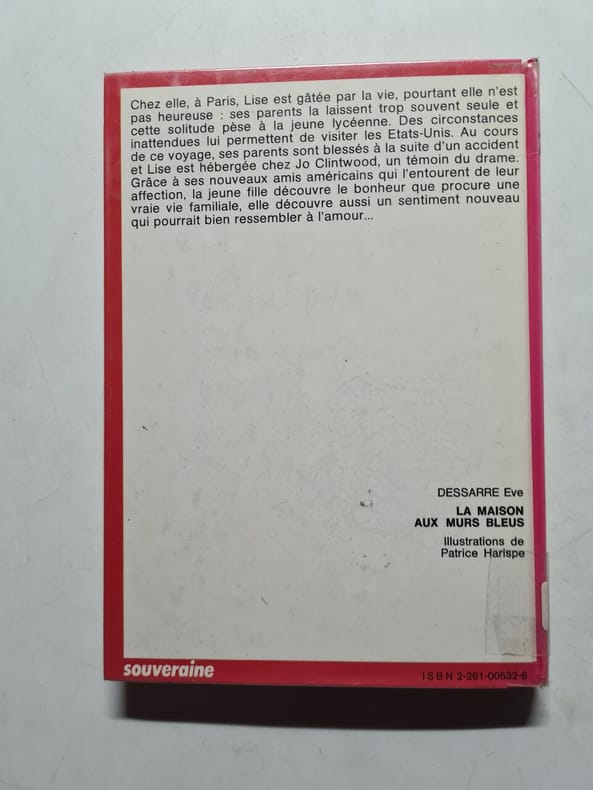 Chez elle, à Paris, Lise est gâtée par la vie, pourtant elle n'est
pas heureuse : ses parents la laissent trop souvent seule et
cette solitude pèse à la jeune lycéenne. Des circonstances
inattendues lui permettent de visiter les Etats-Unis. Au cours
de ce voyage, ses parents sont blessés à la suite d'un accident
et Lise est hébergée chez Jo Clintwood, un témoin du drame.
Grâce à ses nouveaux amis américains qui l'entourent de leur
affection, la jeune fille découvre le bonheur que procure une
vraie vie familiale, elle découvre aussi un sentiment nouveau
qui pourrait bien ressembler à l'amour...
DESSARRE Eve
LA MAISON
AUX MURS BLEUS
Illustrations de
Patrice Harispe
souveraine
ISBN 2-261-00532-6